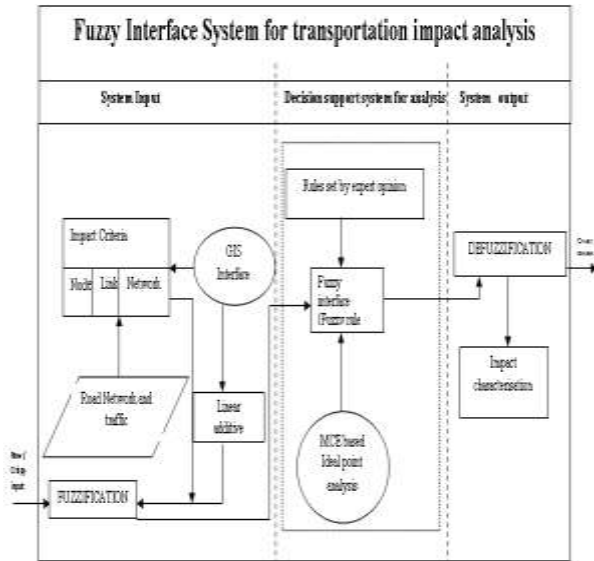 Fuzzy Interface System for transportation impact analysis
System Input
Decision support system for analysis
System output
Rules set by expert opinion
Impact Criteria
Node
Link
Network
GIS
Interface
DEFUZZIFICATION
Fuzzy
interface
(Fuzzy rule
Road Network and
traffic
Linear
additive
Impact
characterisation
MCE based
Ideal point
analysis
Input
FUZZIFICATION